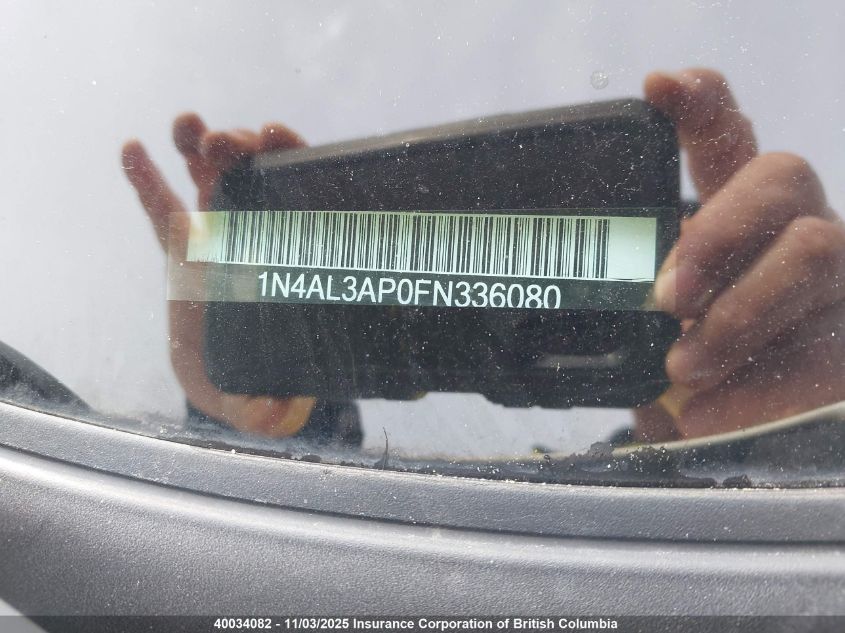 1N4AL3AP0FN336080
40034082 - 11/03/2025 Insurance Corporation of British Columbia